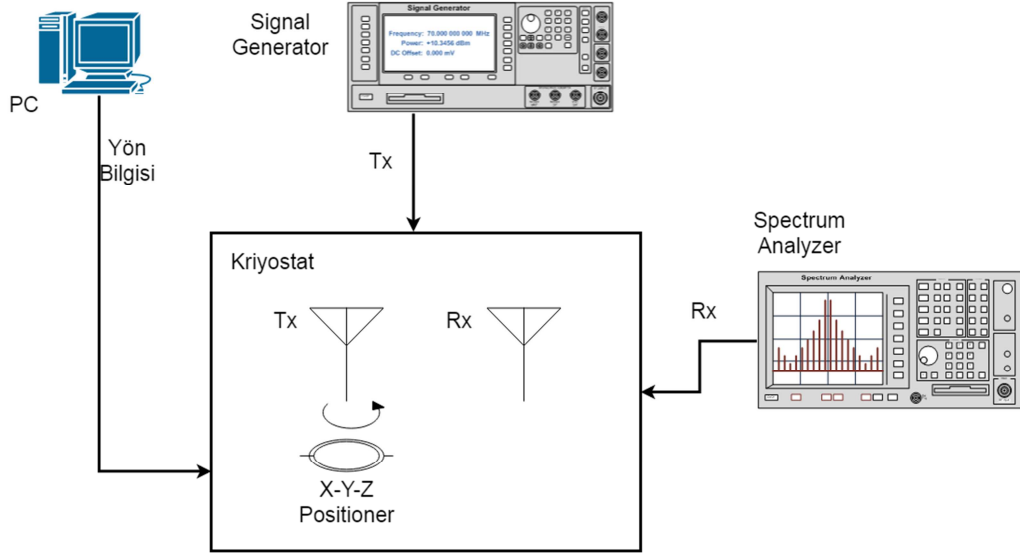 Signal
Generator
Signal Generator
Frequency: 70.000 000 000 MHz
Power: +10.3456 dBm
DC Offset: 0.000 mV
PC
Yön
Bilgisi
Tx
Spectrum
Analyzer
Spectrum Analyzer
Kriyostat
Tx
Rx
Rx
X-Y-Z
Positioner